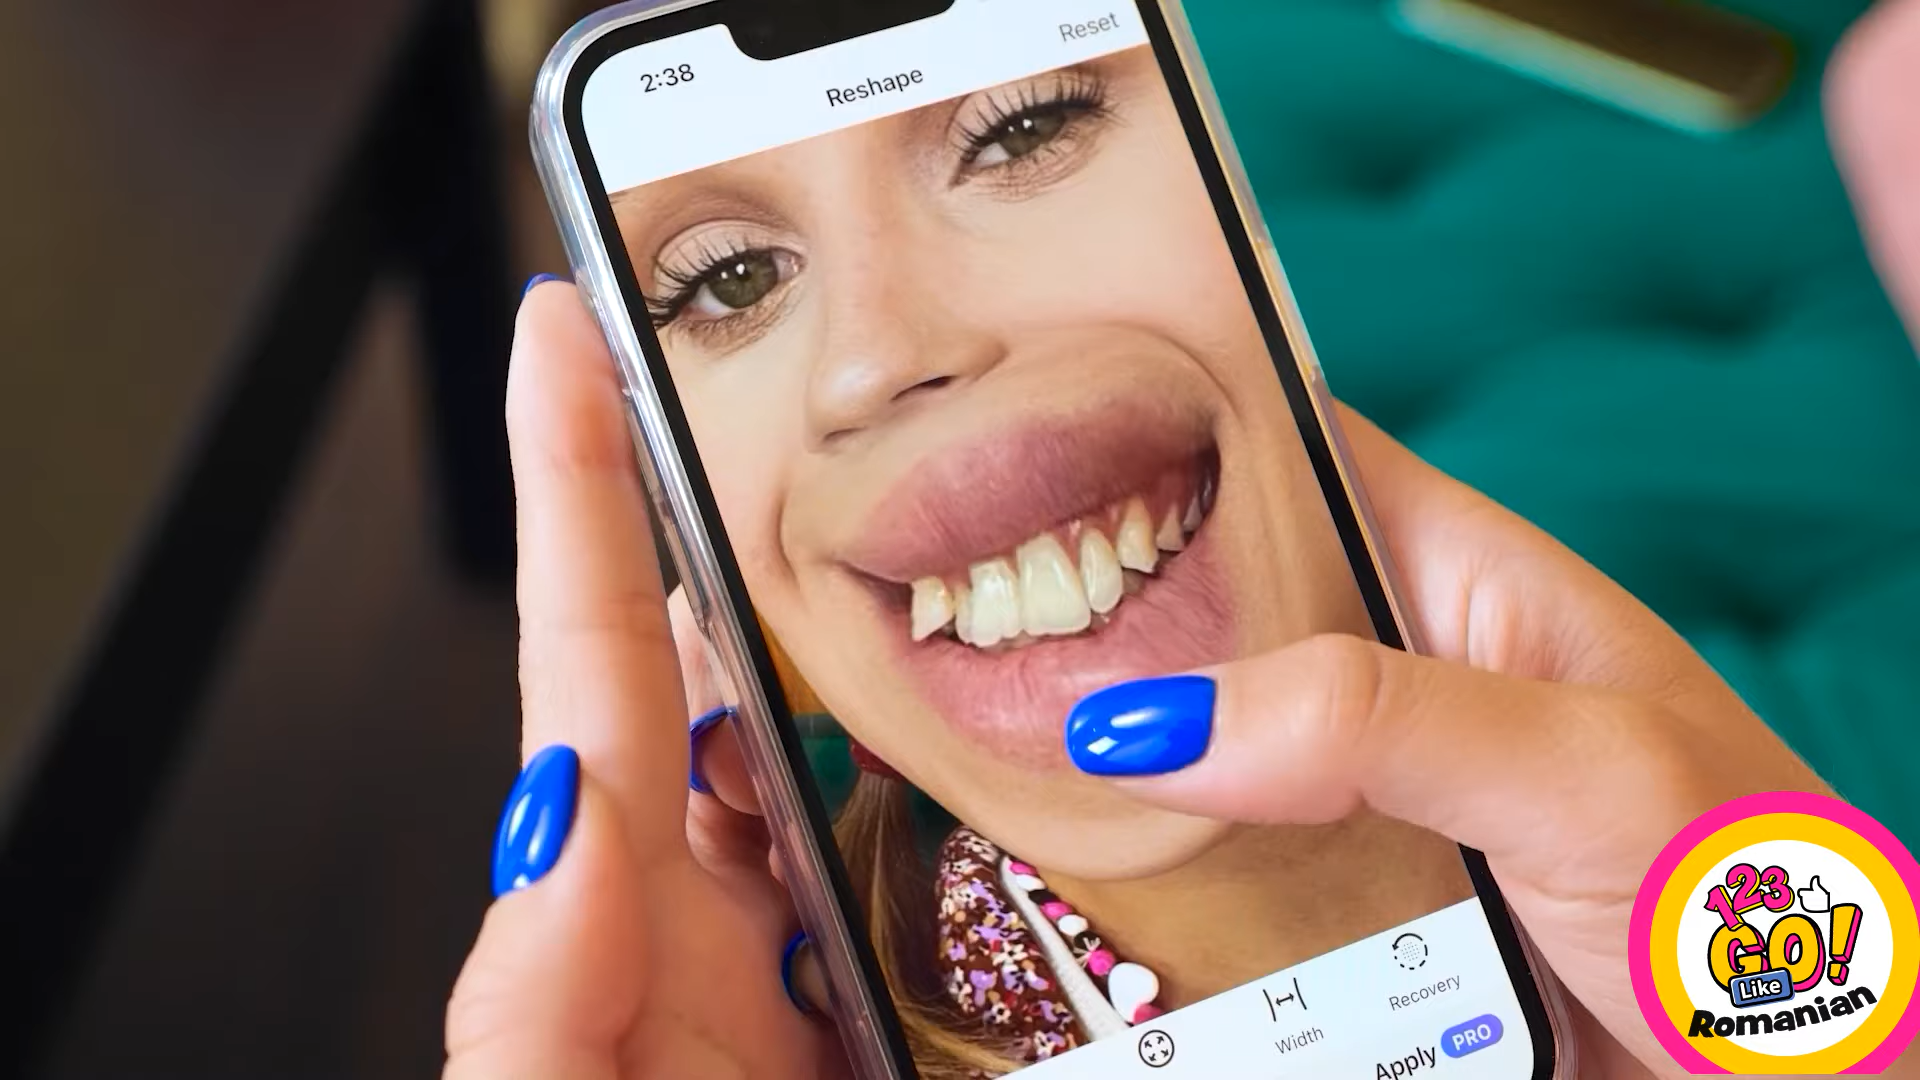 2:38
Reset
Reshape
Width
Recovery
Apply PRO
123
GO!
Like
Romanian